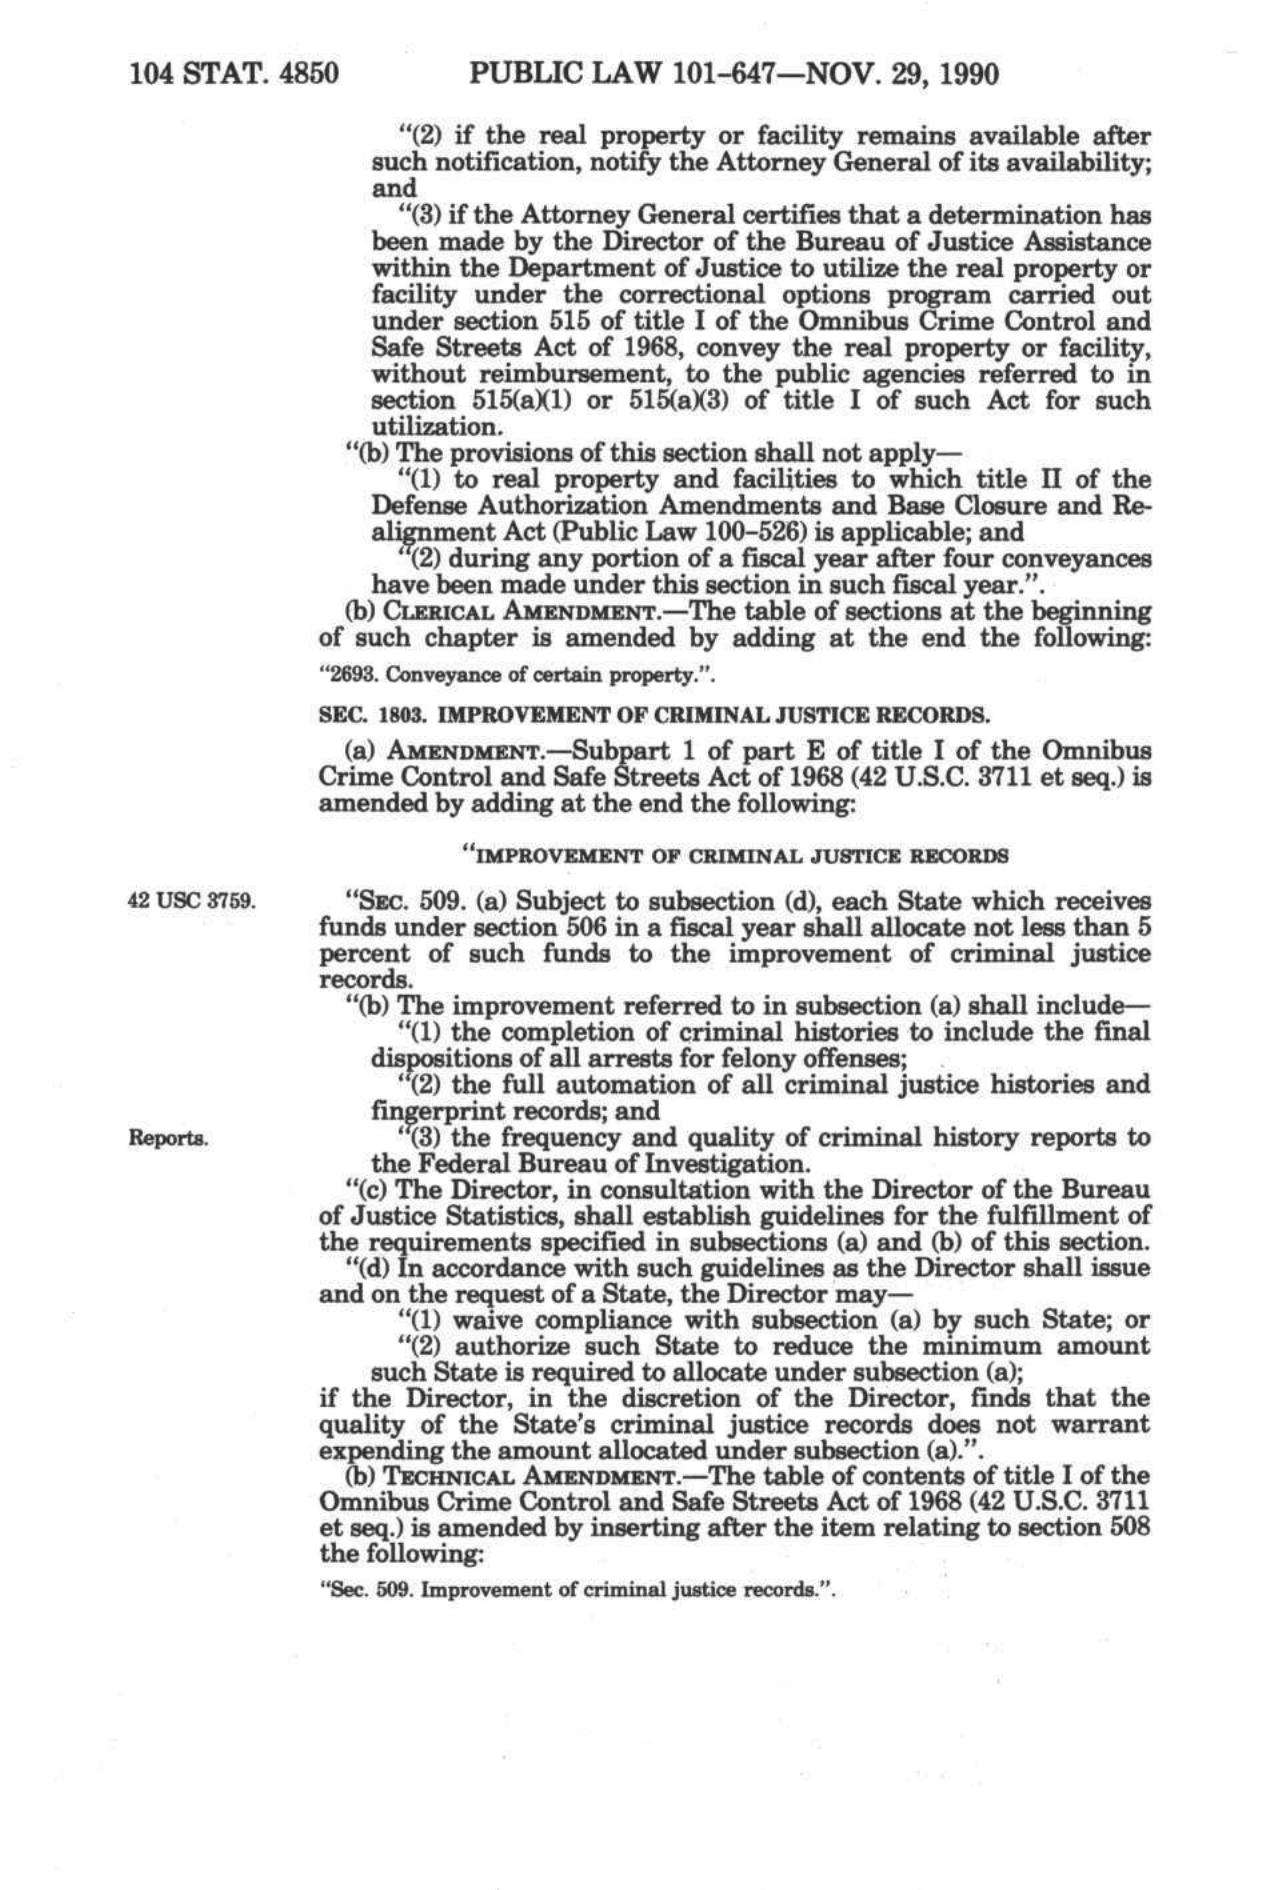 104 STAT. 4850 PUBLIC LAW 101-647—NOV. 29, 1990
"(2) if the real property or facility remains available after
such notification, notify the Attorney General of its availability;
and
"(3) if the Attorney General certifies that a determination has
been made by the Director of the Bureau of Justice Assistance
within the Department of Justice to utilize the real property or
facility under the correctional options program carried out
under section 515 of title I of the Omnibus Crime Control and
Safe Streets Act of 1968, convey the real property or facility,
without reimbursement, to the public agencies referred to in
section 515(a)(1) or 515(a)(3) of title I of such Act for such
utilization.
"(b) The provisions of this section shall not apply—
"(1) to real property and facilities to which title II of the
Defense Authorization Amendments and Base Closure and Re-
alignment Act (Public Law 100-526) is applicable; and
"(2) during any portion of a fiscal year after four conveyances
have been made under this section in such fiscal year.".
(b) CLERICAL AMENDMENT.—The table of sections at the beginning
of such chapter is amended by adding at the end the following:
"2693. Conveyance of certain property.".
SEC. 1803. IMPROVEMENT OF CRIMINAL JUSTICE RECORDS.
(a) AMENDMENT.—Subpart 1 of part E of title I of the Omnibus
Crime Control and Safe Streets Act of 1968 (42 U.S.C. 3711 et seq.) is
amended by adding at the end the following:
"IMPROVEMENT OF CRIMINAL JUSTICE RECORDS
42 USC 3759. "SEC. 509. (a) Subject to subsection (d), each State which receives
funds under section 506 in a fiscal year shall allocate not less than 5
percent of such funds to the improvement of criminal justice
records.
"(b) The improvement referred to in subsection (a) shall include—
"(1) the completion of criminal histories to include the final
dispositions of all arrests for felony offenses;
"(2) the full automation of all criminal justice histories and
fingerprint records; and
Reports. "(3) the frequency and quality of criminal history reports to
the Federal Bureau of Investigation.
"(c) The Director, in consultation with the Director of the Bureau
of Justice Statistics, shall establish guidelines for the fulfillment of
the requirements specified in subsections (a) and (b) of this section.
"(d) In accordance with such guidelines as the Director shall issue
and on the request of a State, the Director may—
"(1) waive compliance with subsection (a) by such State; or
"(2) authorize such State to reduce the minimum amount
such State is required to allocate under subsection (a);
if the Director, in the discretion of the Director, finds that the
quality of the State's criminal justice records does not warrant
expending the amount allocated under subsection (a).".
(b) TECHNICAL AMENDMENT.—The table of contents of title I of the
Omnibus Crime Control and Safe Streets Act of 1968 (42 U.S.C. 3711
et seq.) is amended by inserting after the item relating to section 508
the following:
"Sec. 509. Improvement of criminal justice records.".